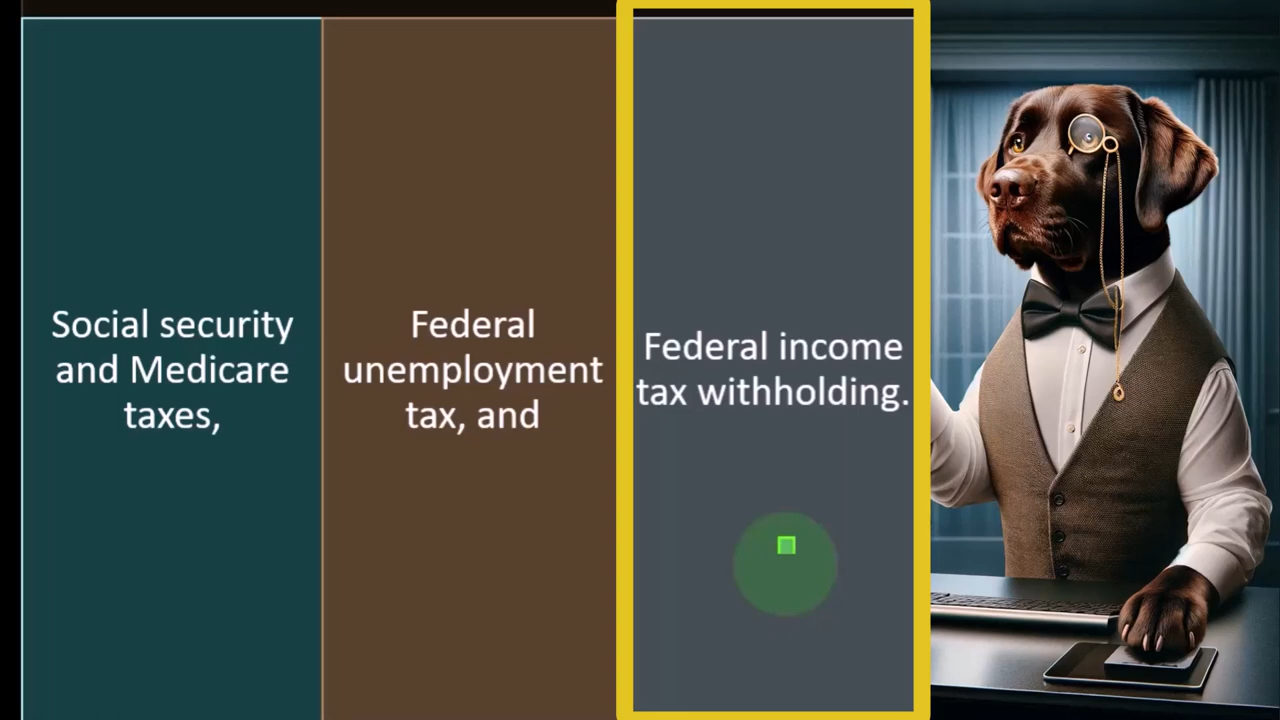 Social security
and Medicare
taxes,
Federal
unemployment
tax, and
Federal income
tax withholding.